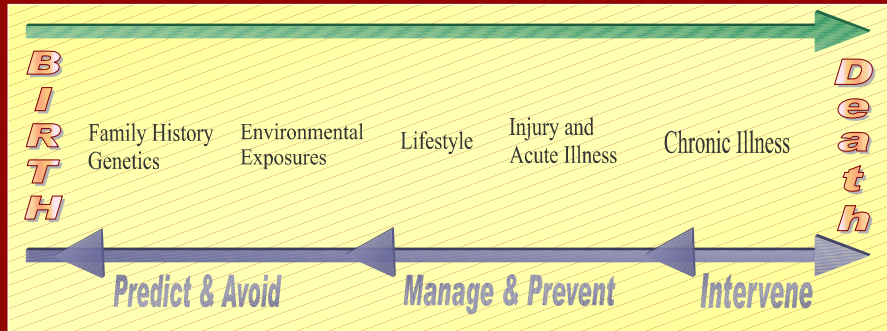 BIRTH
Family History
Genetics
Environmental
Exposures
Lifestyle
Injury and
Acute Illness
Chronic Illness
Death
Predict & Avoid
Manage & Prevent
Intervene